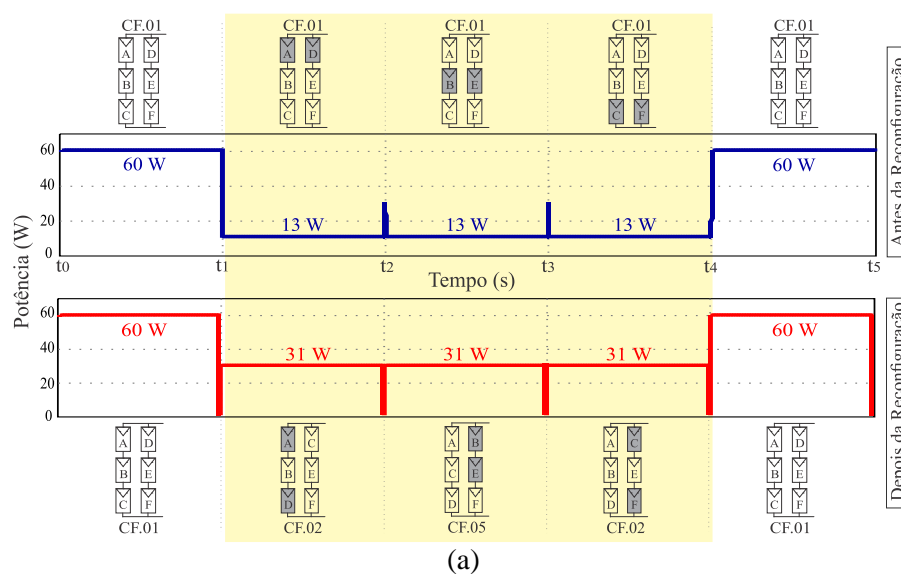 CF.01 CF.01 CF.01 CF.01 CF.01
A D A D A D A D A D
B E B E B E B E B E
C F C F C F C F C F
Antes da Reconfiguração
60
40
20
0
60 W 13 W 13 W 13 W 60 W
t0 t1 t2 t3 t4 t5
Tempo (s)
Potência (W)
60
40
20
0
60 W 31 W 31 W 31 W 60 W
Depois da Reconfiguração
A D A C A B A C A D
B E B E C E B E B E
C F D F D F D F C F
CF.01 CF.02 CF.05 CF.02 CF.01
(a)